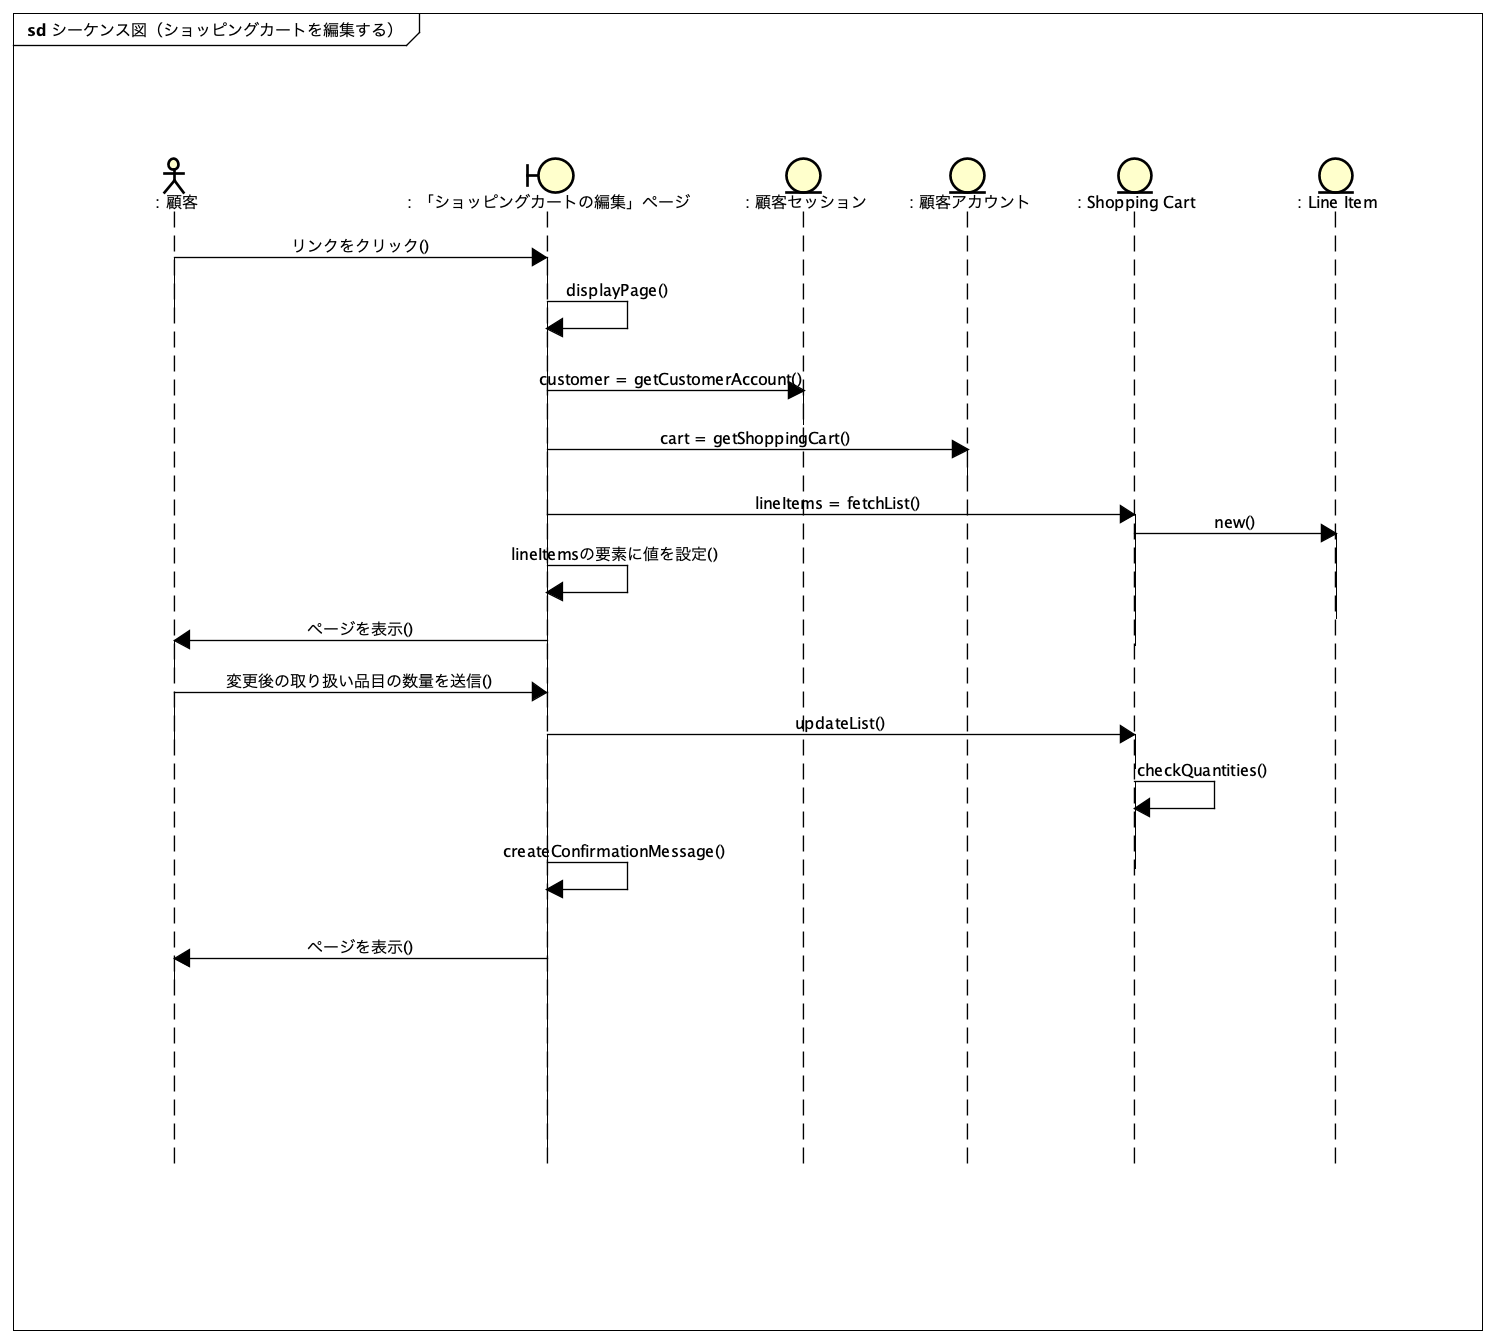 sd シーケンス図（ショッピングカートを編集する）
: 顧客
: 「ショッピングカートの編集」ページ
: 顧客セッション
: 顧客アカウント
: Shopping Cart
: Line Item
リンクをクリック()
displayPage()
customer = getCustomerAccount()
cart = getShoppingCart()
lineItems = fetchList()
new()
lineItemsの要素に値を設定()
ページを表示()
変更後の取り扱い品目の数量を送信()
updateList()
checkQuantities()
createConfirmationMessage()
ページを表示()